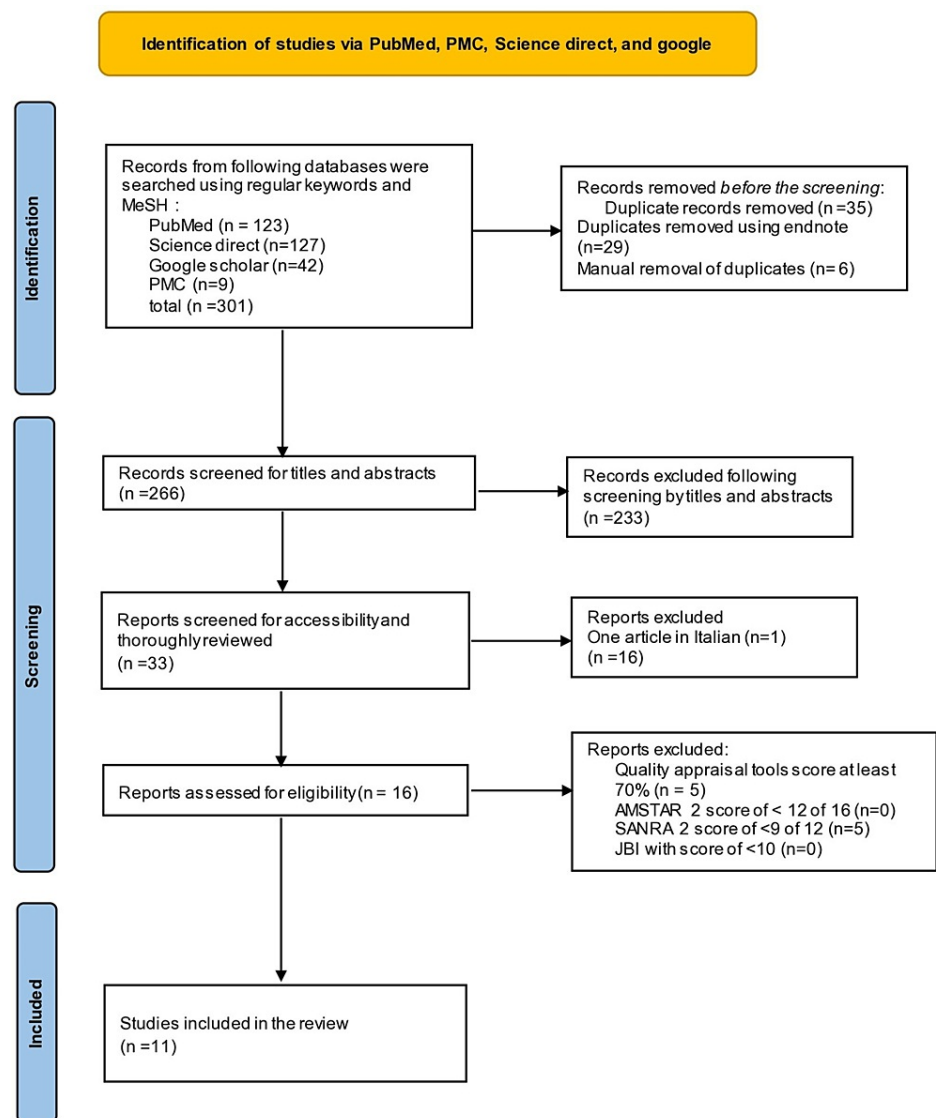 Identification of studies via PubMed, PMC, Science direct, and google
Identification
Records from following databases were
searched using regular keywords and
MeSH :
PubMed (n = 123)
Science direct (n=127)
Google scholar (n=42)
PMC (n=9)
total (n =301)
Records removed before the screening:
Duplicate records removed (n =35)
Duplicates removed using endnote
(n=29)
Manual removal of duplicates (n= 6)
Screening
Records screened for titles and abstracts
(n =266)
Records excluded following
screening by titles and abstracts
(n =233)
Reports screened for accessibility and
thoroughly reviewed
(n =33)
Reports excluded
One article in Italian (n=1)
(n =16)
Reports assessed for eligibility (n = 16)
Reports excluded:
Quality appraisal tools score at least
70% (n = 5)
AMSTAR 2 score of < 12 of 16 (n=0)
SANRA 2 score of <9 of 12 (n=5)
JBI with score of <10 (n=0)
Included
Studies included in the review
(n =11)